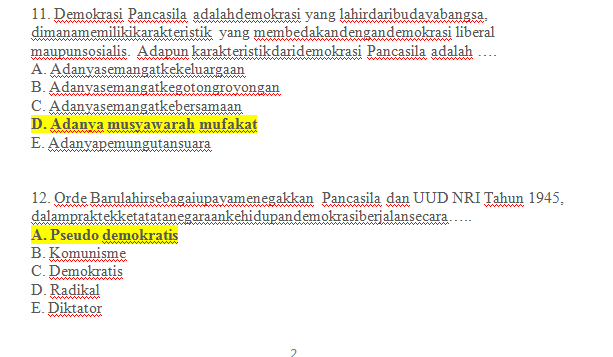 11. Demokrasi Pancasila adalahdemokrasi yang lahirdaribudayabangsa,
dimanamemilikikarakteristik yang membedakandengandemokrasi liberal
maupunsosialis. Adapun karakteristikdaridemokrasi Pancasila adalah ….
A. Adanyasemangatkekeluargaan
B. Adanyasemangatkegotongroyongan
C. Adanyasemangatkebersamaan
D. Adanya musyawarah mufakat
E. Adanyapemungutansuara
12. Orde Barulahirsebagaiupayamenegakkan Pancasila dan UUD NRI Tahun 1945,
dalampraktekketatatanegaraankehidupandemokrasiberjalansecara…..
A. Pseudo demokratis
B. Komunisme
C. Demokratis
D. Radikal
E. Diktator
2